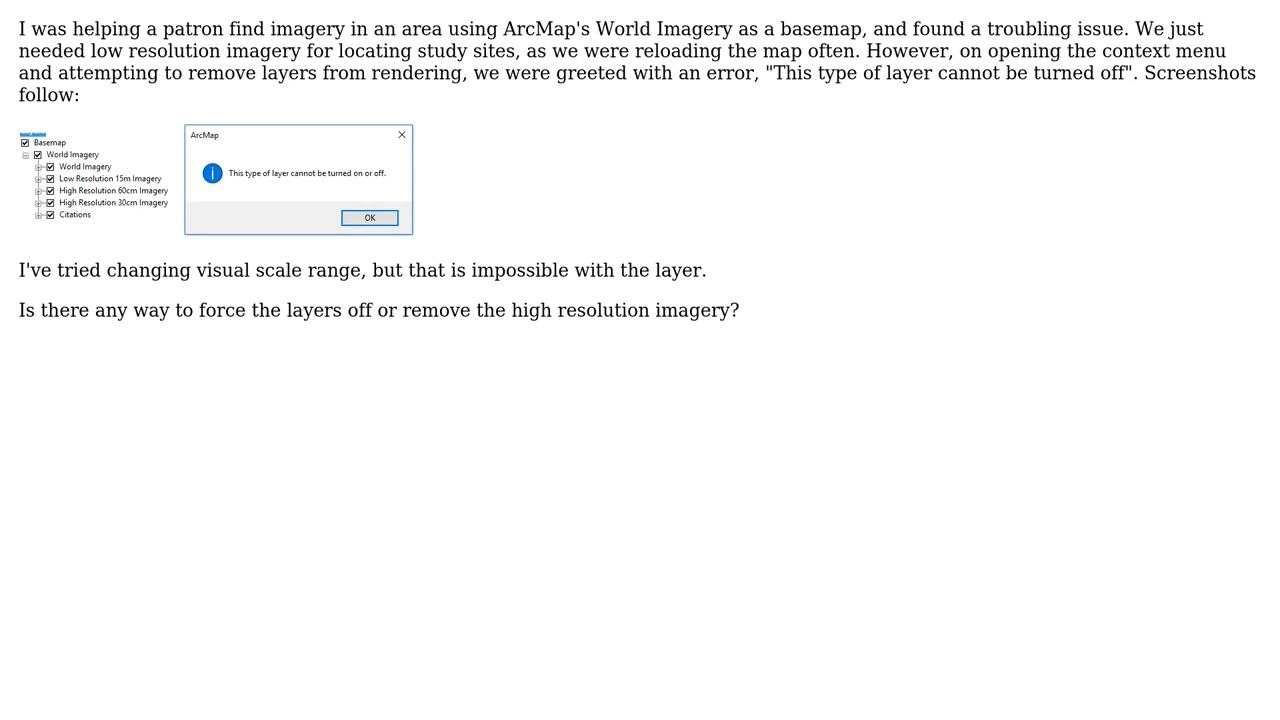 I was helping a patron find imagery in an area using ArcMap's World Imagery as a basemap, and found a troubling issue. We just
needed low resolution imagery for locating study sites, as we were reloading the map often. However, on opening the context menu
and attempting to remove layers from rendering, we were greeted with an error, "This type of layer cannot be turned off". Screenshots
follow:
Basemap
World Imagery
World Imagery
Low Resolution 15m Imagery
High Resolution 60cm Imagery
High Resolution 30cm Imagery
Citations
ArcMap
This type of layer cannot be turned on or off.
OK
I've tried changing visual scale range, but that is impossible with the layer.
Is there any way to force the layers off or remove the high resolution imagery?